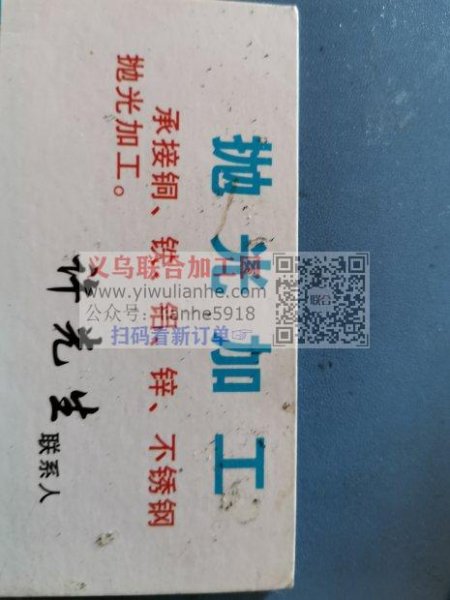 抛光加工
承接铜、铁、铝、锌、不锈钢
抛光加工。
许先生 联系人
义乌联合加工网
www.yiwulianhe.com
公众号:lianhe5918
扫码看新订单